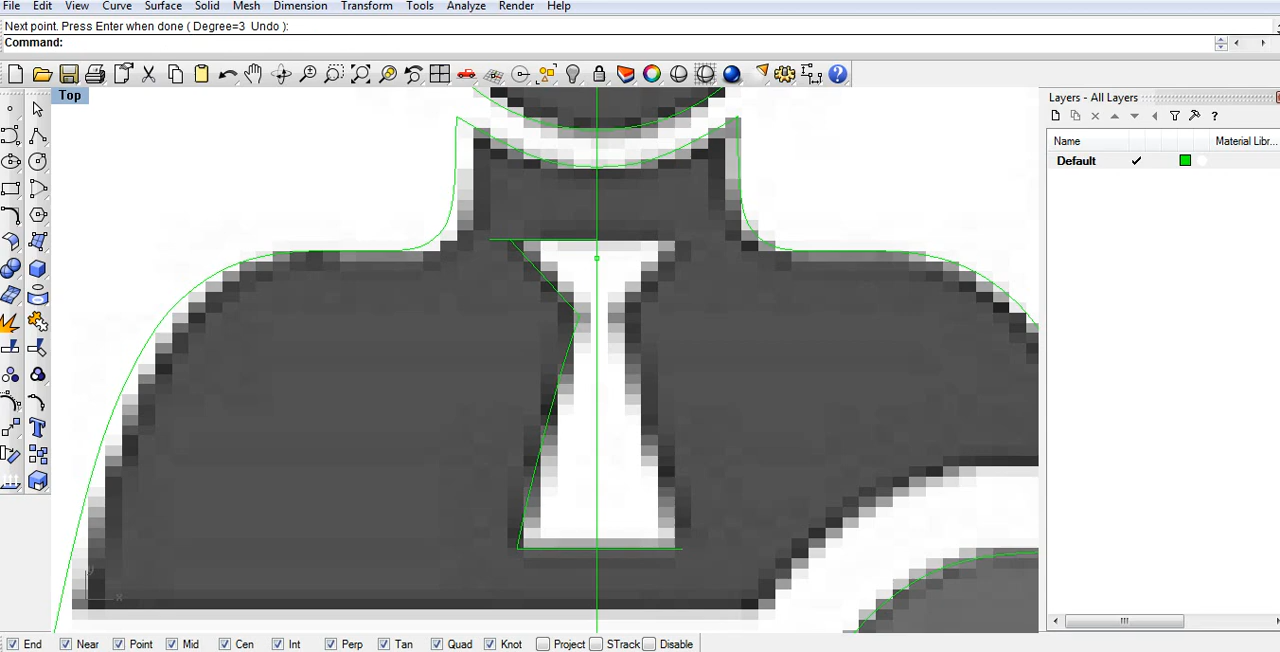 File Edit View Curve Surface Solid Mesh Dimension Transform Tools Analyze Render Help
Next point. Press Enter when done ( Degree=3 Undo ):
Command:
Top
Layers - All Layers
Name Material Libr...
Default
y
x
End Near Point Mid Cen Int Perp Tan Quad Knot Project STrack Disable